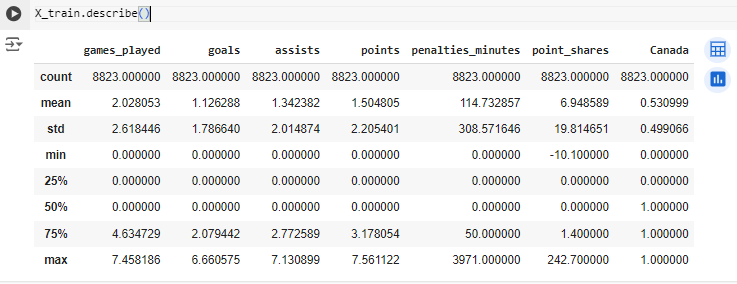 X_train.describe()
games_played goals assists points penalties_minutes point_shares Canada
count 8823.000000 8823.000000 8823.000000 8823.000000 8823.000000 8823.000000 8823.000000
mean 2.028053 1.126288 1.342382 1.504805 114.732857 6.948589 0.530999
std 2.618446 1.786640 2.014874 2.205401 308.571646 19.814651 0.499066
min 0.000000 0.000000 0.000000 0.000000 0.000000 -10.100000 0.000000
25% 0.000000 0.000000 0.000000 0.000000 0.000000 0.000000 0.000000
50% 0.000000 0.000000 0.000000 0.000000 0.000000 0.000000 1.000000
75% 4.634729 2.079442 2.772589 3.178054 50.000000 1.400000 1.000000
max 7.458186 6.660575 7.130899 7.561122 3971.000000 242.700000 1.000000